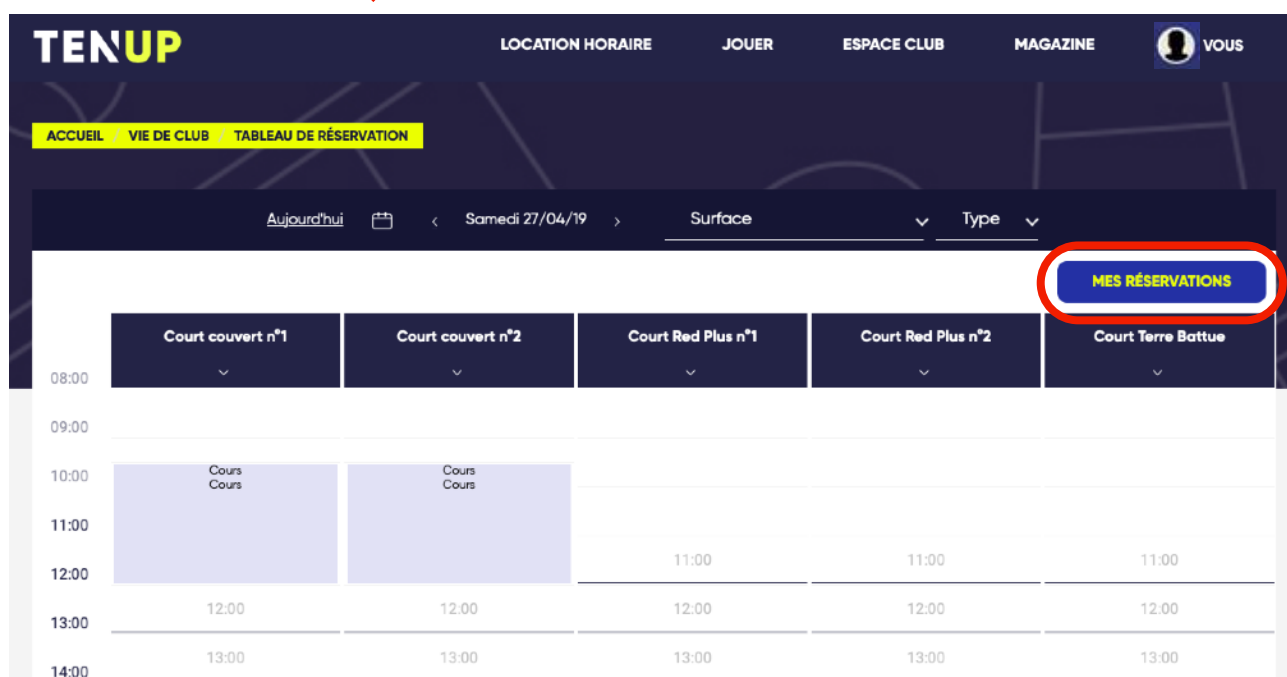 TEN'UP LOCATION HORAIRE JOUER ESPACE CLUB MAGAZINE VOUS
ACCUEIL / VIE DE CLUB / TABLEAU DE RÉSERVATION
Aujourd'hui < Samedi 27/04/19 > Surface Type
MES RÉSERVATIONS
Court couvert n°1 Court couvert n°2 Court Red Plus n°1 Court Red Plus n°2 Court Terre Battue
08:00
09:00
10:00 Cours Cours
Cours Cours
11:00
11:00 11:00 11:00
12:00
12:00 12:00 12:00 12:00 12:00
13:00
13:00 13:00 13:00 13:00 13:00
14:00